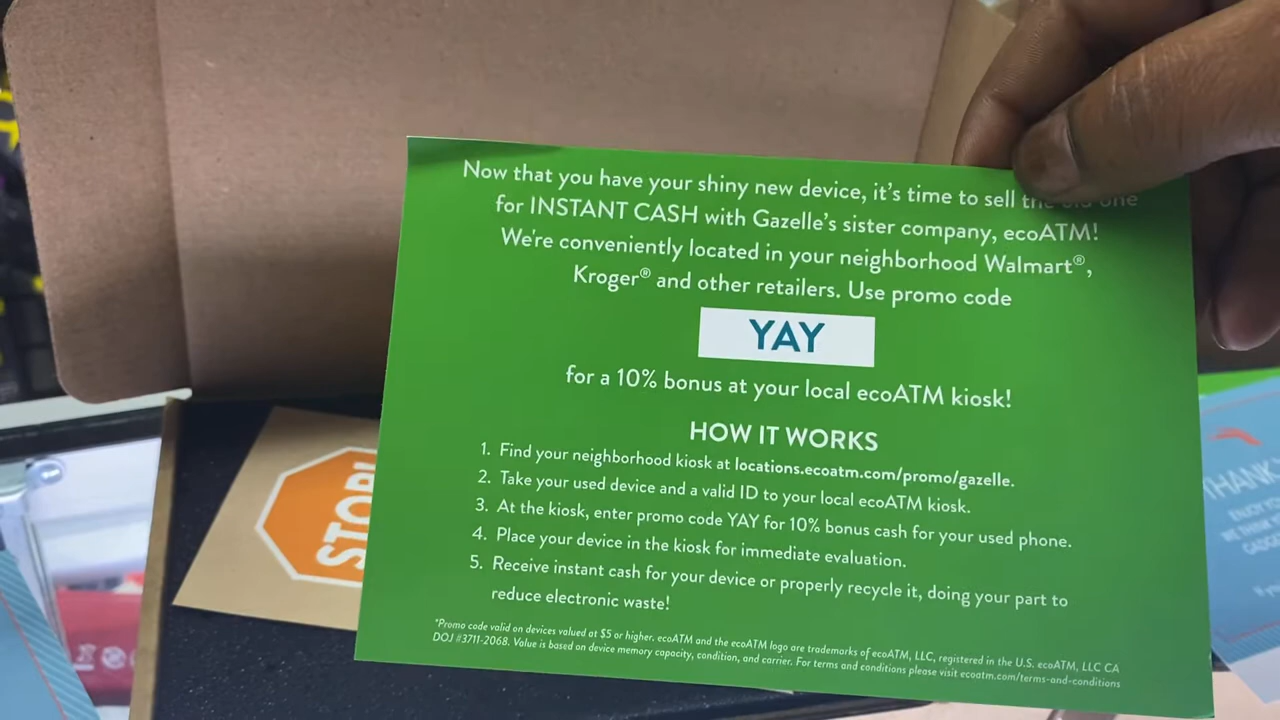 Now that you have your shiny new device, it's time to sell the old one
for INSTANT CASH with Gazelle's sister company, ecoATM!
We're conveniently located in your neighborhood Walmart®,
Kroger® and other retailers. Use promo code
YAY
for a 10% bonus at your local ecoATM kiosk!
HOW IT WORKS
1. Find your neighborhood kiosk at locations.ecoatm.com/promo/gazelle.
2. Take your used device and a valid ID to your local ecoATM kiosk.
3. At the kiosk, enter promo code YAY for 10% bonus cash for your used phone.
4. Place your device in the kiosk for immediate evaluation.
5. Receive instant cash for your device or properly recycle it, doing your part to
reduce electronic waste!
*Promo code valid on devices valued at $5 or higher. ecoATM and the ecoATM logo are trademarks of ecoATM, LLC, registered in the U.S. ecoATM, LLC CA
DOJ #3711-2068. Value is based on device memory capacity, condition, and carrier. For terms and conditions please visit ecoatm.com/terms-and-conditions
STOP!
THANK
ENJOY
WE THINK
GADGE